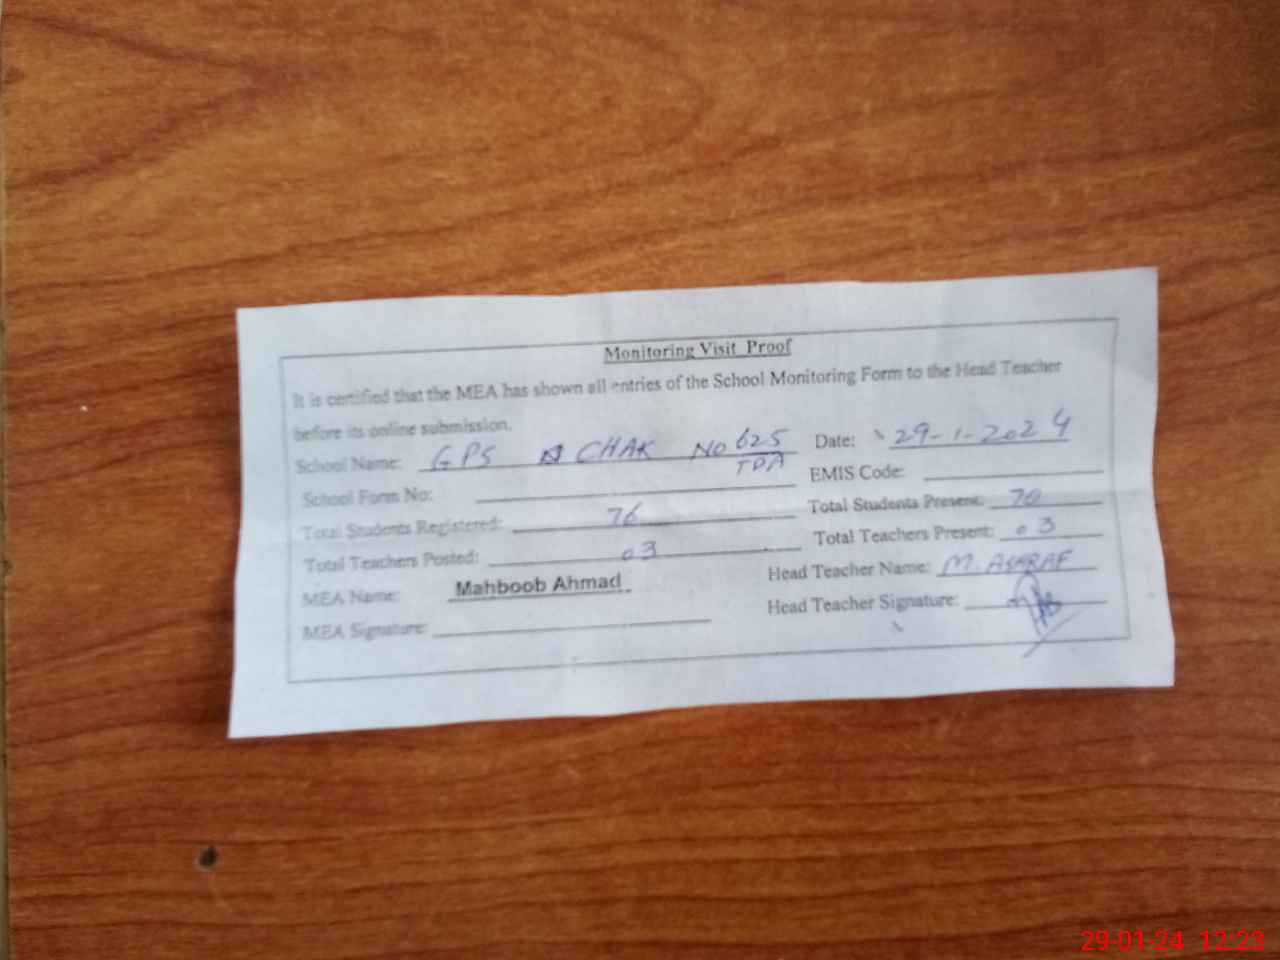 Monitoring Visit Proof
It is certified that the MEA has shown all entries of the School Monitoring Form to the Head Teacher
before its online submission.
School Name: GPS CHAK NO 625 TDA Date: 29-1-2024
School Form No: EMIS Code:
Total Students Registered: 76 Total Students Present: 70
Total Teachers Posted: 03 Total Teachers Present: 03
MEA Name: Mahboob Ahmad Head Teacher Name: M. ASHRAF
MEA Signature: Head Teacher Signature:
29-01-24 12:23